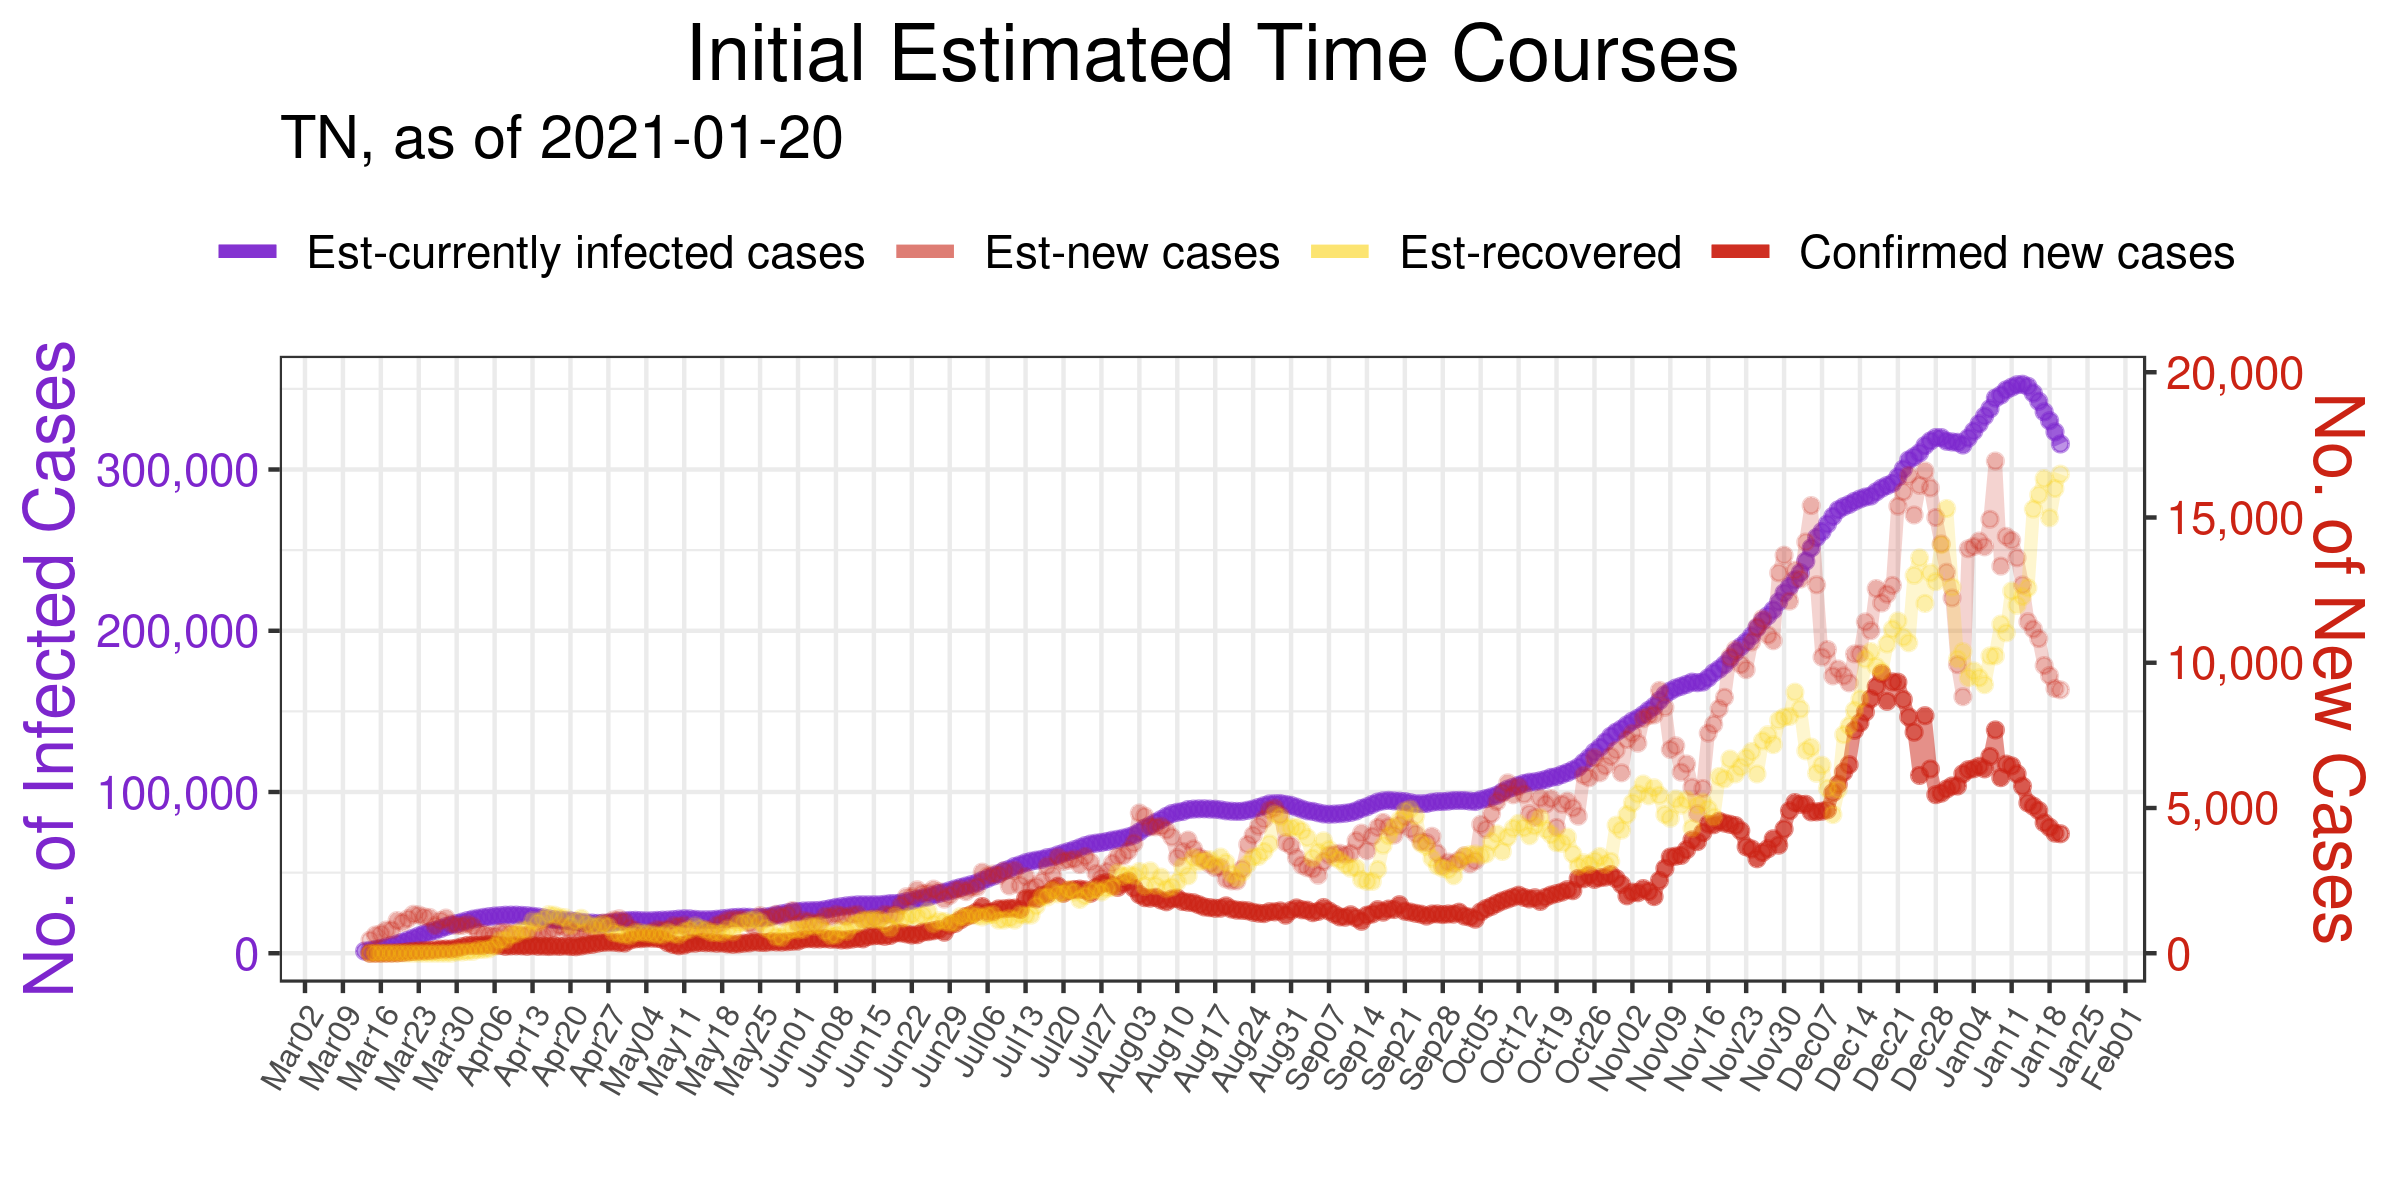 Initial Estimated Time Courses
TN, as of 2021-01-20
Est-currently infected cases Est-new cases Est-recovered Confirmed new cases
No. of Infected Cases
300,000
200,000
100,000
0
20,000
15,000
10,000
5,000
0
No. of New Cases
Mar02 Mar09 Mar16 Mar23 Mar30 Apr06 Apr13 Apr20 Apr27 May04 May11 May18 May25 Jun01 Jun08 Jun15 Jun22 Jun29 Jul06 Jul13 Jul20 Jul27 Aug03 Aug10 Aug17 Aug24 Aug31 Sep07 Sep14 Sep21 Sep28 Oct05 Oct12 Oct19 Oct26 Nov02 Nov09 Nov16 Nov23 Nov30 Dec07 Dec14 Dec21 Dec28 Jan04 Jan11 Jan18 Jan25 Feb01